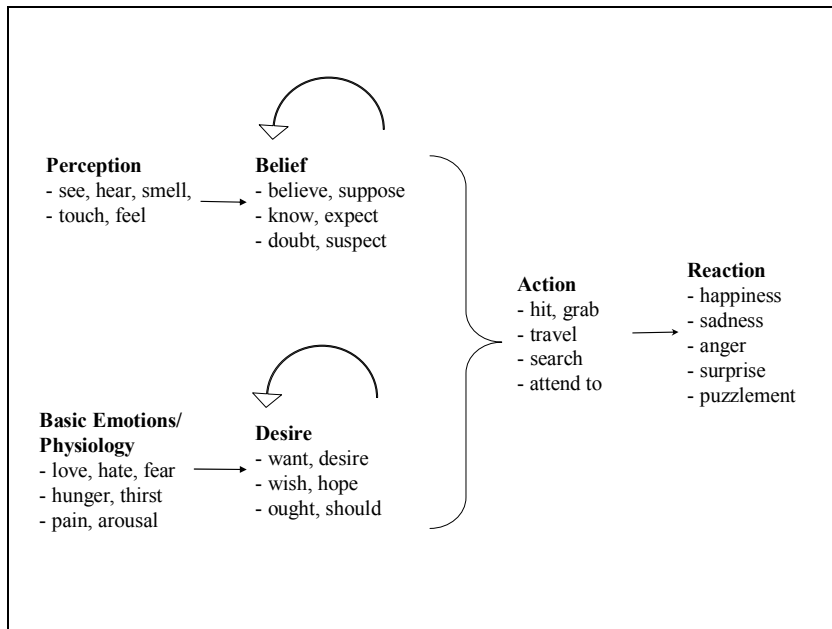 Perception
- see, hear, smell,
- touch, feel
Belief
- believe, suppose
- know, expect
- doubt, suspect
Basic Emotions/
Physiology
- love, hate, fear
- hunger, thirst
- pain, arousal
Desire
- want, desire
- wish, hope
- ought, should
Action
- hit, grab
- travel
- search
- attend to
Reaction
- happiness
- sadness
- anger
- surprise
- puzzlement